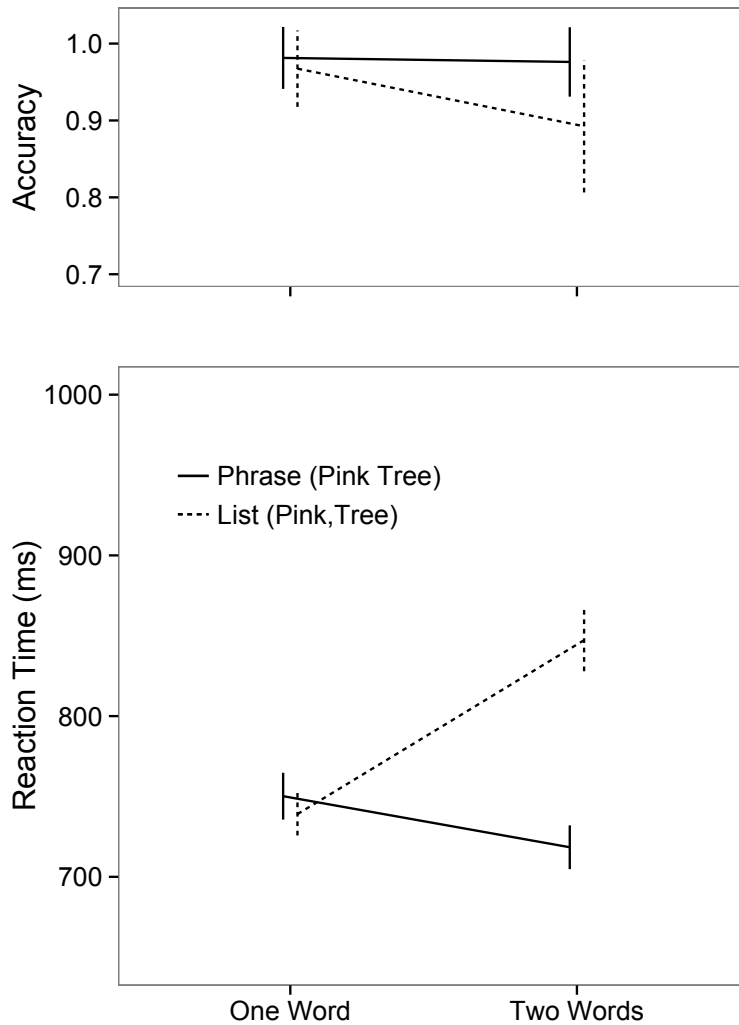 Accuracy
1.0
0.9
0.8
0.7
Reaction Time (ms)
1000
900
800
700
Phrase (Pink Tree)
List (Pink,Tree)
One Word
Two Words